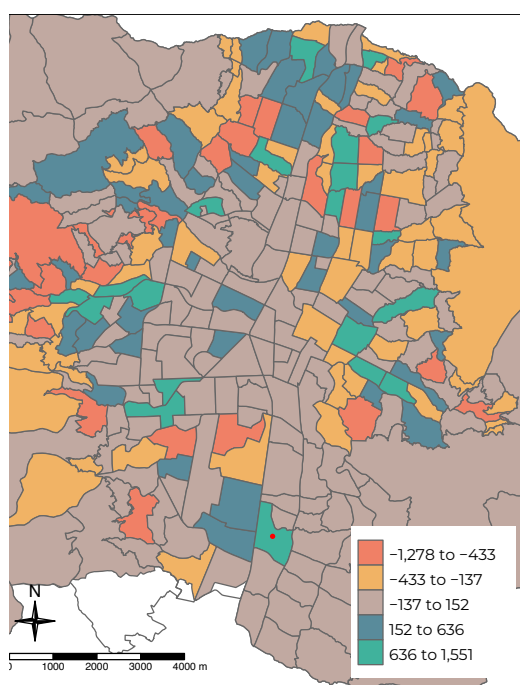 −1,278 to −433
−433 to −137
−137 to 152
152 to 636
636 to 1,551
N
0 1000 2000 3000 4000 m